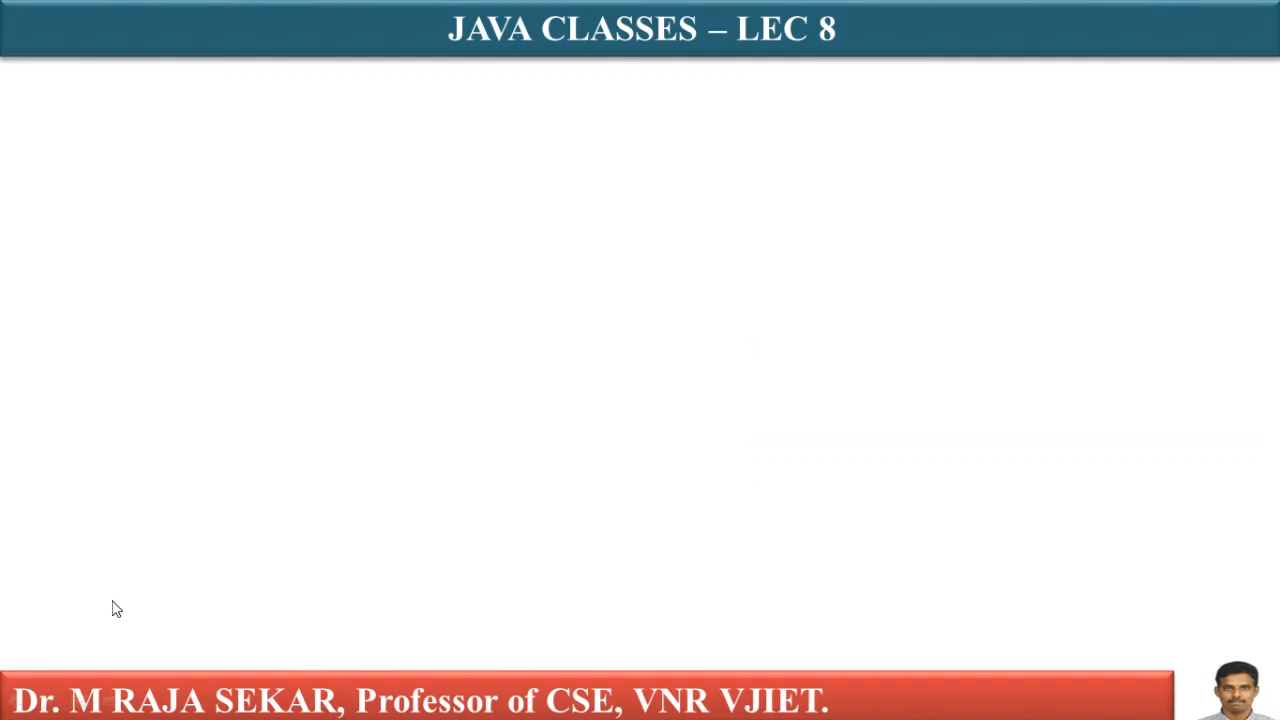 JAVA CLASSES – LEC 8
Dr. M RAJA SEKAR, Professor of CSE, VNR VJIET.